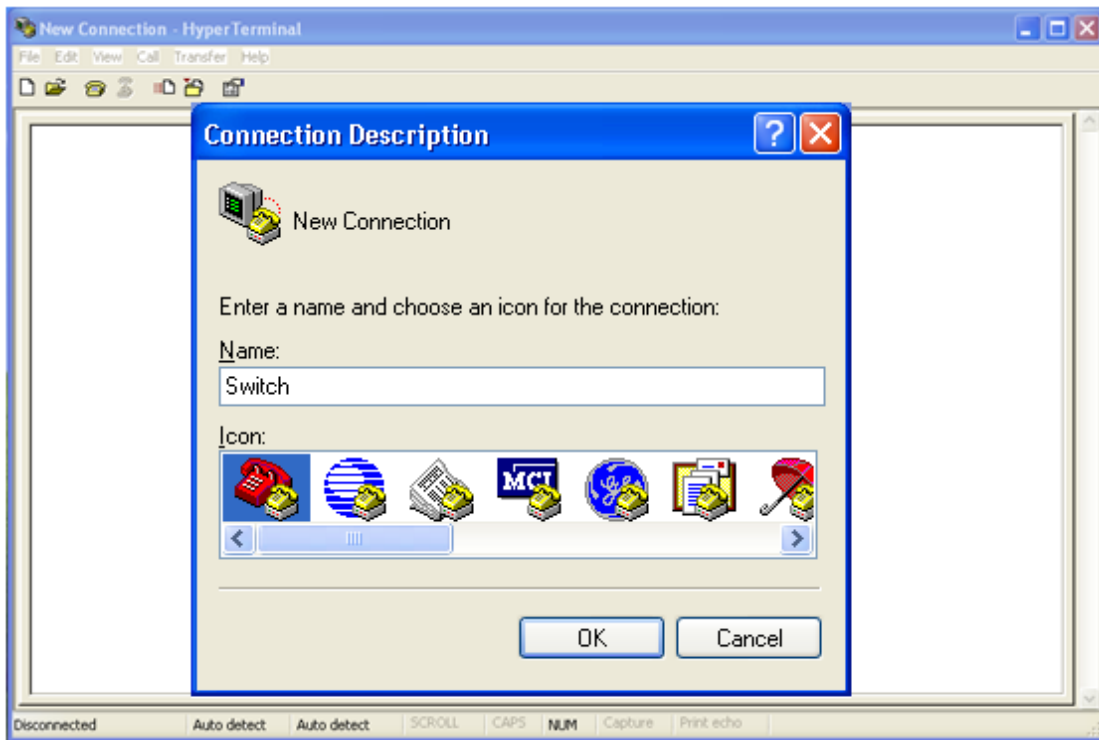 New Connection - HyperTerminal
File Edit View Call Transfer Help
Connection Description
New Connection
Enter a name and choose an icon for the connection:
Name:
Switch
Icon:
MCI
OK Cancel
Disconnected Auto detect Auto detect SCROLL CAPS NUM Capture Print echo